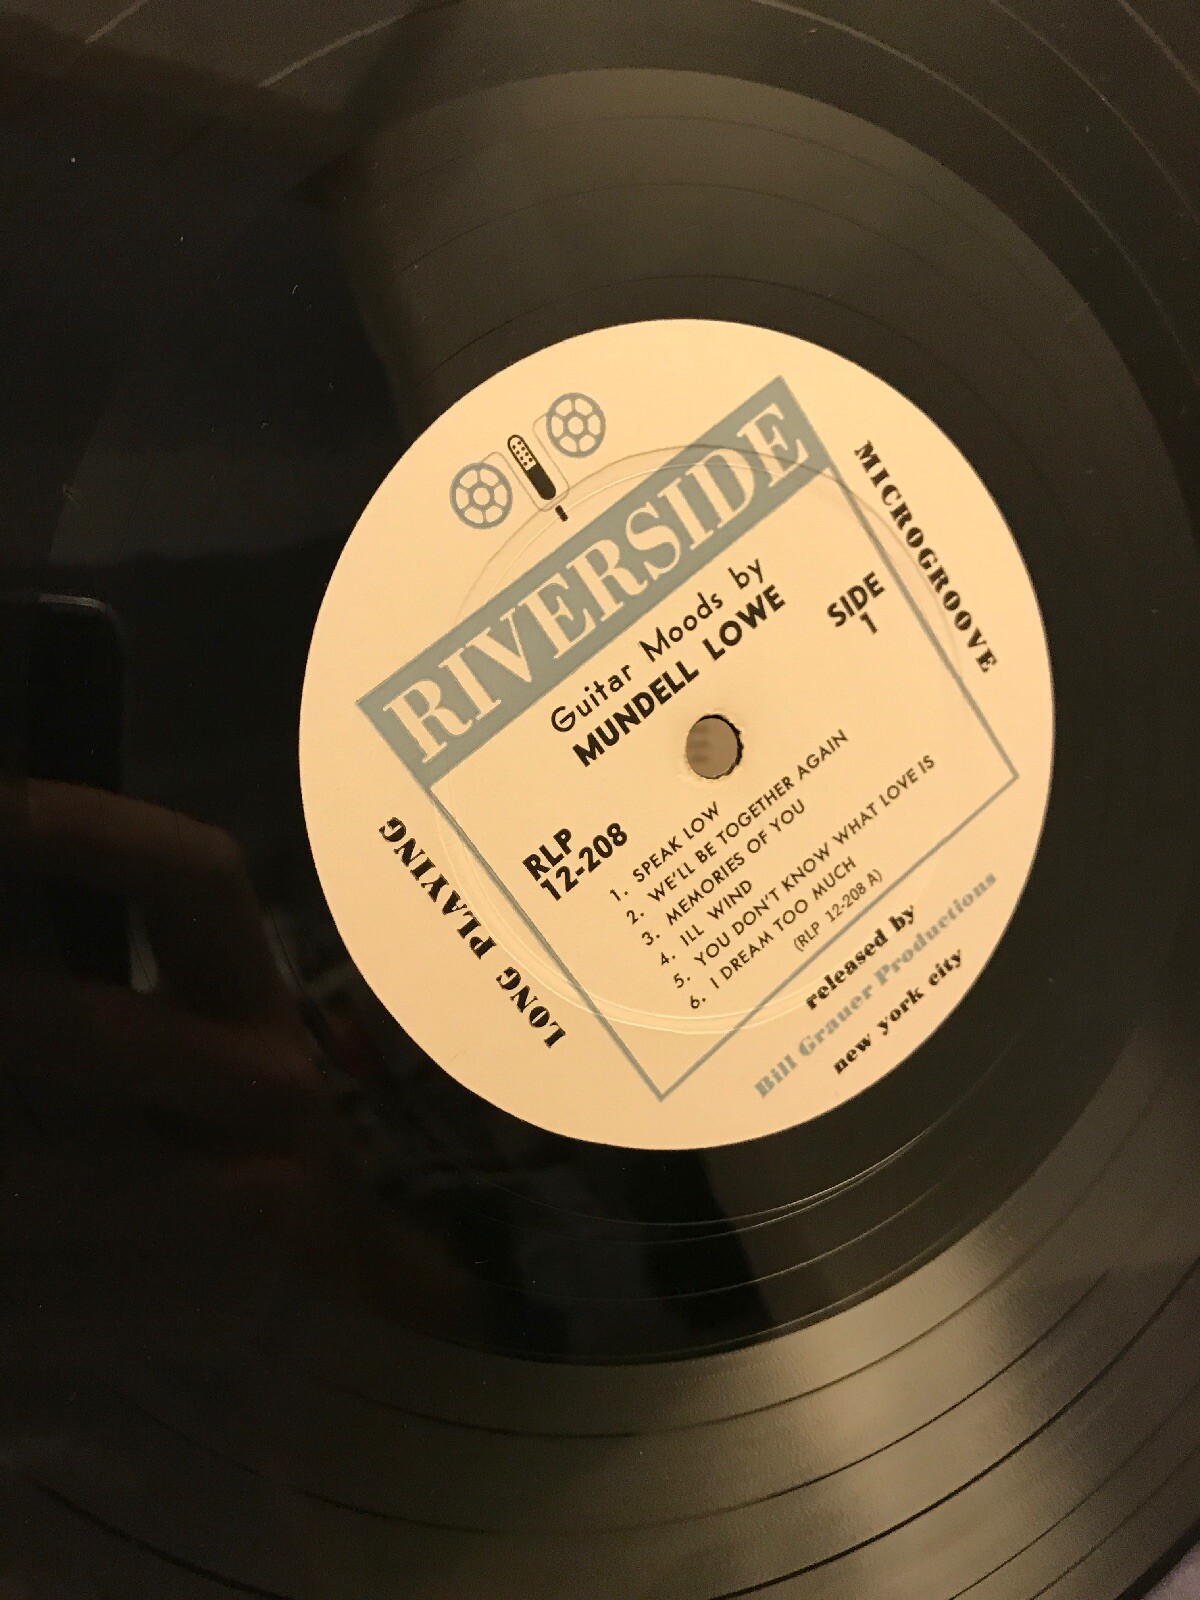 RIVERSIDE
Guitar Moods by
MUNDELL LOWE
SIDE
1
RLP
12-208
1. SPEAK LOW
2. WE'LL BE TOGETHER AGAIN
3. MEMORIES OF YOU
4. ILL WIND
5. YOU DON'T KNOW WHAT LOVE IS
6. I DREAM TOO MUCH
(RLP 12-208 A)
LONG PLAYING
MICROGROOVE
released by
Bill Grauer Productions
new york city